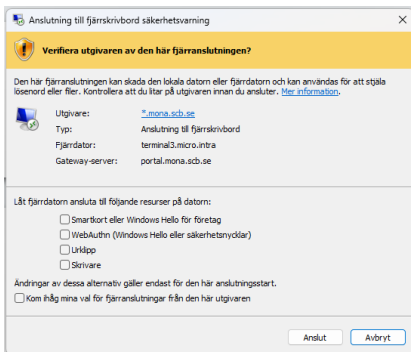 Anslutning till fjärrskrivbord säkerhetsvarning
Verifiera utgivaren av den här fjärranslutningen?
Den här fjärranslutningen kan skada den lokala datorn eller fjärrdatorn och kan användas för att stjäla
lösenord eller filer. Kontrollera att du litar på utgivaren innan du ansluter. Mer information.
Utgivare: *.mona.scb.se
Typ: Anslutning till fjärrskrivbord
Fjärrdator: terminal3.micro.intra
Gateway-server: portal.mona.scb.se
Låt fjärrdatorn ansluta till följande resurser på datorn:
Smartkort eller Windows Hello för företag
WebAuthn (Windows Hello eller säkerhetsnycklar)
Urklipp
Skrivare
Ändringar av dessa alternativ gäller endast för den här anslutningsstart.
Kom ihåg mina val för fjärranslutningar från den här utgivaren
Anslut Avbryt